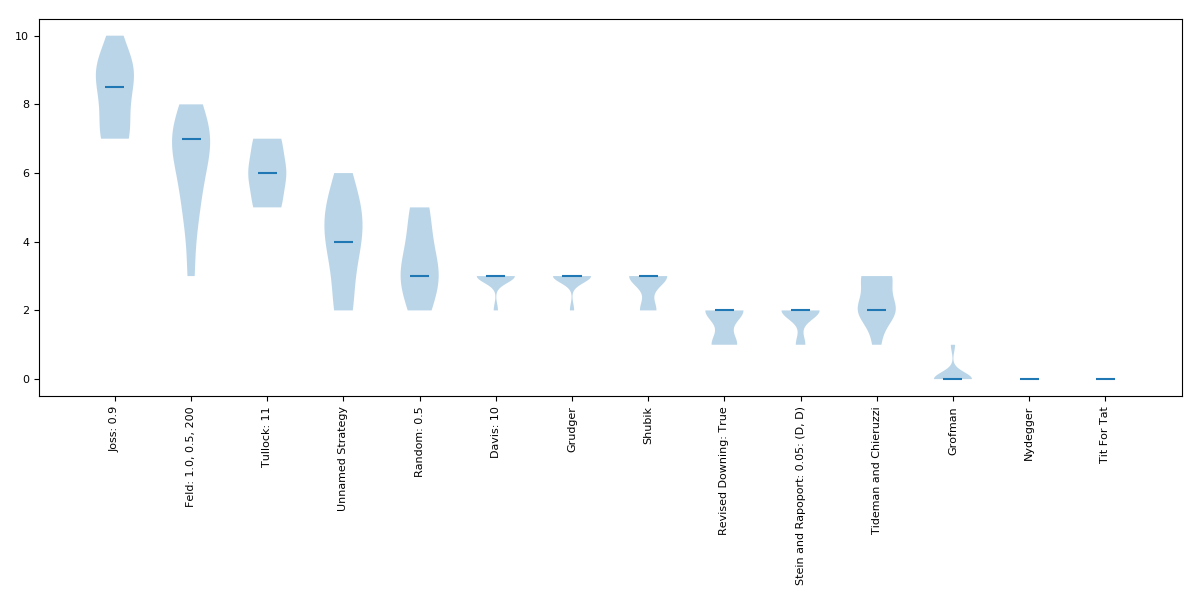 10
8
6
4
2
0
Joss: 0.9
Feld: 1.0, 0.5, 200
Tullock: 11
Unnamed Strategy
Random: 0.5
Davis: 10
Grudger
Shubik
Revised Downing: True
Stein and Rapoport: 0.05: (D, D)
Tideman and Chieruzzi
Grofman
Nydegger
Tit For Tat